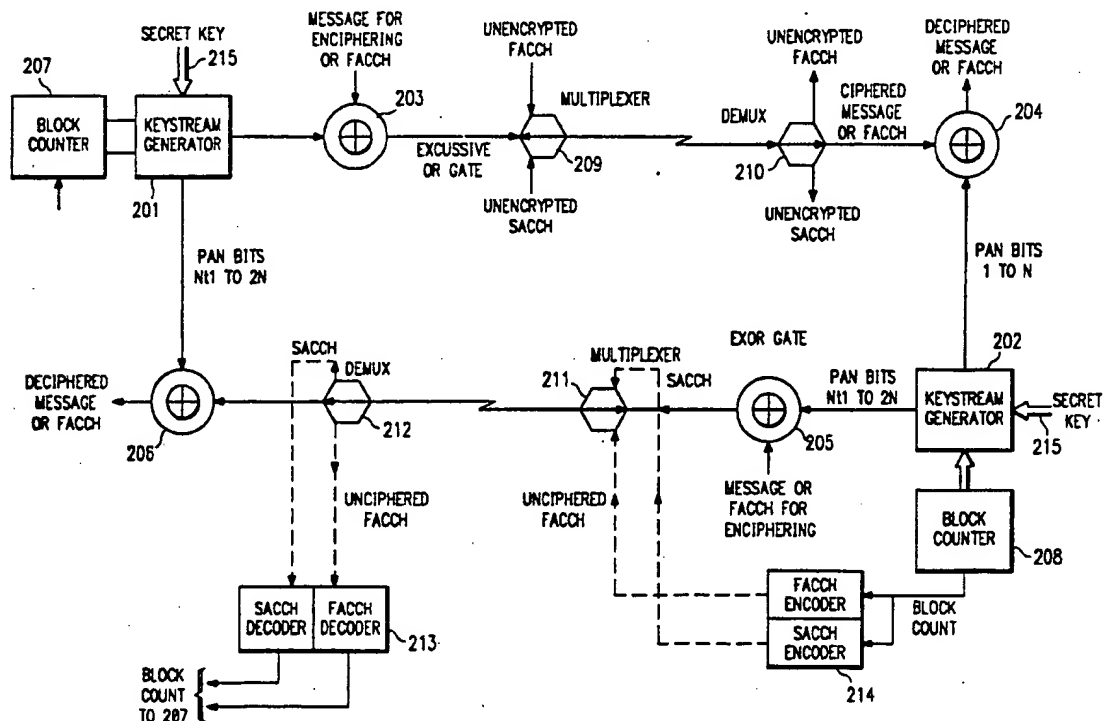 SECRET KEY
215
MESSAGE FOR
ENCIPHERING
OR FACCH
UNENCRYPTED
FACCH
UNENCRYPTED
FACCH
DECIPHERED
MESSAGE
OR FACCH
207
BLOCK
COUNTER
KEYSTREAM
GENERATOR
201
203
EXCUSSIVE
OR GATE
MULTIPLEXER
209
UNENCRYPTED
SACCH
DEMUX
210
CIPHERED
MESSAGE
OR FACCH
204
UNENCRYPTED
SACCH
PAN BITS
Nt1 TO 2N
PAN BITS
1 TO N
DECIPHERED
MESSAGE
OR FACCH
206
SACCH
DEMUX
212
UNCIPHERED
FACCH
MULTIPLEXER
211
SACCH
UNCIPHERED
FACCH
EXOR GATE
205
MESSAGE OR
FACCH FOR
ENCIPHERING
PAN BITS
Nt1 TO 2N
202
KEYSTREAM
GENERATOR
SECRET
KEY
215
BLOCK
COUNTER
208
SACCH
DECODER
FACCH
DECODER
213
FACCH
ENCODER
SACCH
ENCODER
214
BLOCK
COUNT
BLOCK
COUNT
TO 207